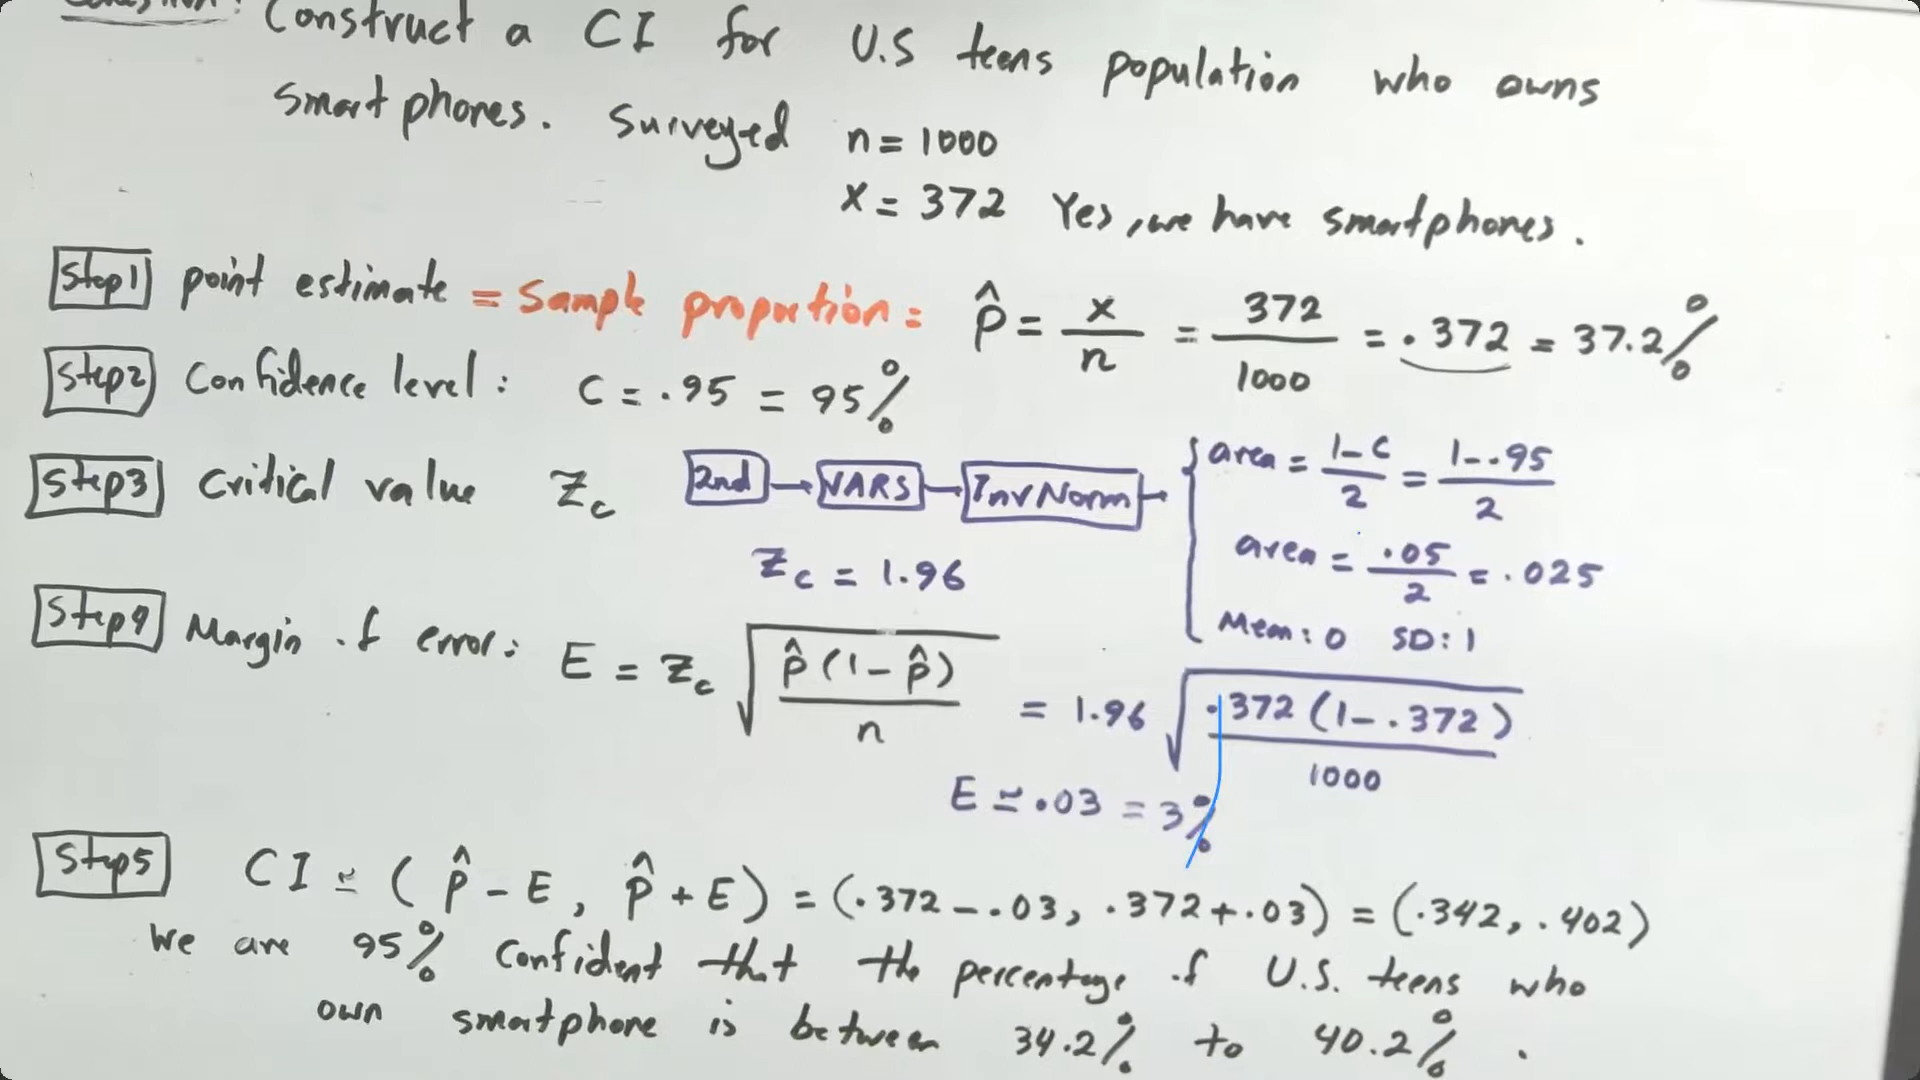 Construct a CI for U.S teens population who owns
smart phones. Surveyed n = 1000
x = 372 Yes, we have smartphones.
Step1 point estimate = Sample proportion = p̂ = x/n = 372/1000 = .372 = 37.2%
Step2 Confidence level: C = .95 = 95%
Step3 Critical value Zc 2nd → VARS → InvNorm → { area = (1-C)/2 = (1-.95)/2
area = .05/2 = .025
Zc = 1.96
Mean: 0 SD: 1
Step4 Margin of error: E = Zc √(p̂(1-p̂)/n) = 1.96 √(.372(1-.372)/1000)
E ≃ .03 = 3%
Step5 CI ≃ (p̂ - E, p̂ + E) = (.372 - .03, .372 + .03) = (.342, .402)
We are 95% Confident that the percentage of U.S. teens who
own smartphone is between 34.2% to 40.2%.